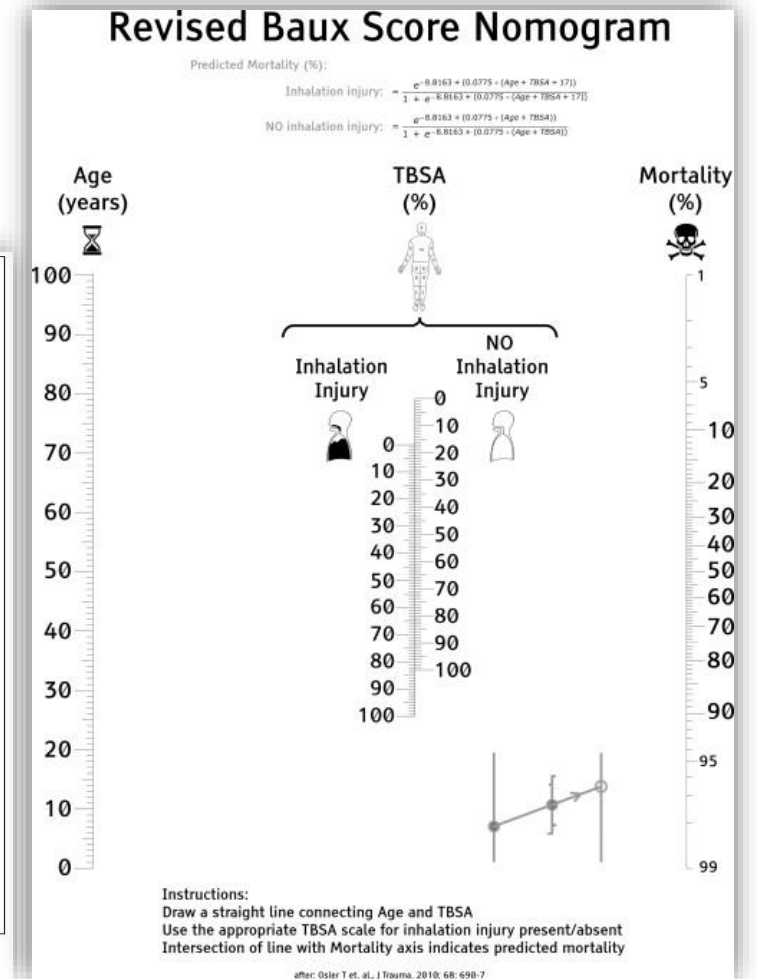 Revised Baux Score Nomogram
Predicted Mortality (%):
Inhalation injury: = e^-8.8163 + (0.0775 · (Age + TBSA + 17)) / 1 + e^-8.8163 + (0.0775 · (Age + TBSA + 17))
NO inhalation injury: = e^-8.8163 + (0.0775 · (Age + TBSA)) / 1 + e^-8.8163 + (0.0775 · (Age + TBSA))
Age
(years)
100
90
80
70
60
50
40
30
20
10
0
TBSA
(%)
Inhalation
Injury
0
10
20
30
40
50
60
70
80
90
100
NO
Inhalation
Injury
0
10
20
30
40
50
60
70
80
90
100
Mortality
(%)
1
5
10
20
30
40
50
60
70
80
90
95
99
Instructions:
Draw a straight line connecting Age and TBSA
Use the appropriate TBSA scale for inhalation injury present/absent
Intersection of line with Mortality axis indicates predicted mortality
after: Osler T et. al., J Trauma. 2010; 68: 690-7